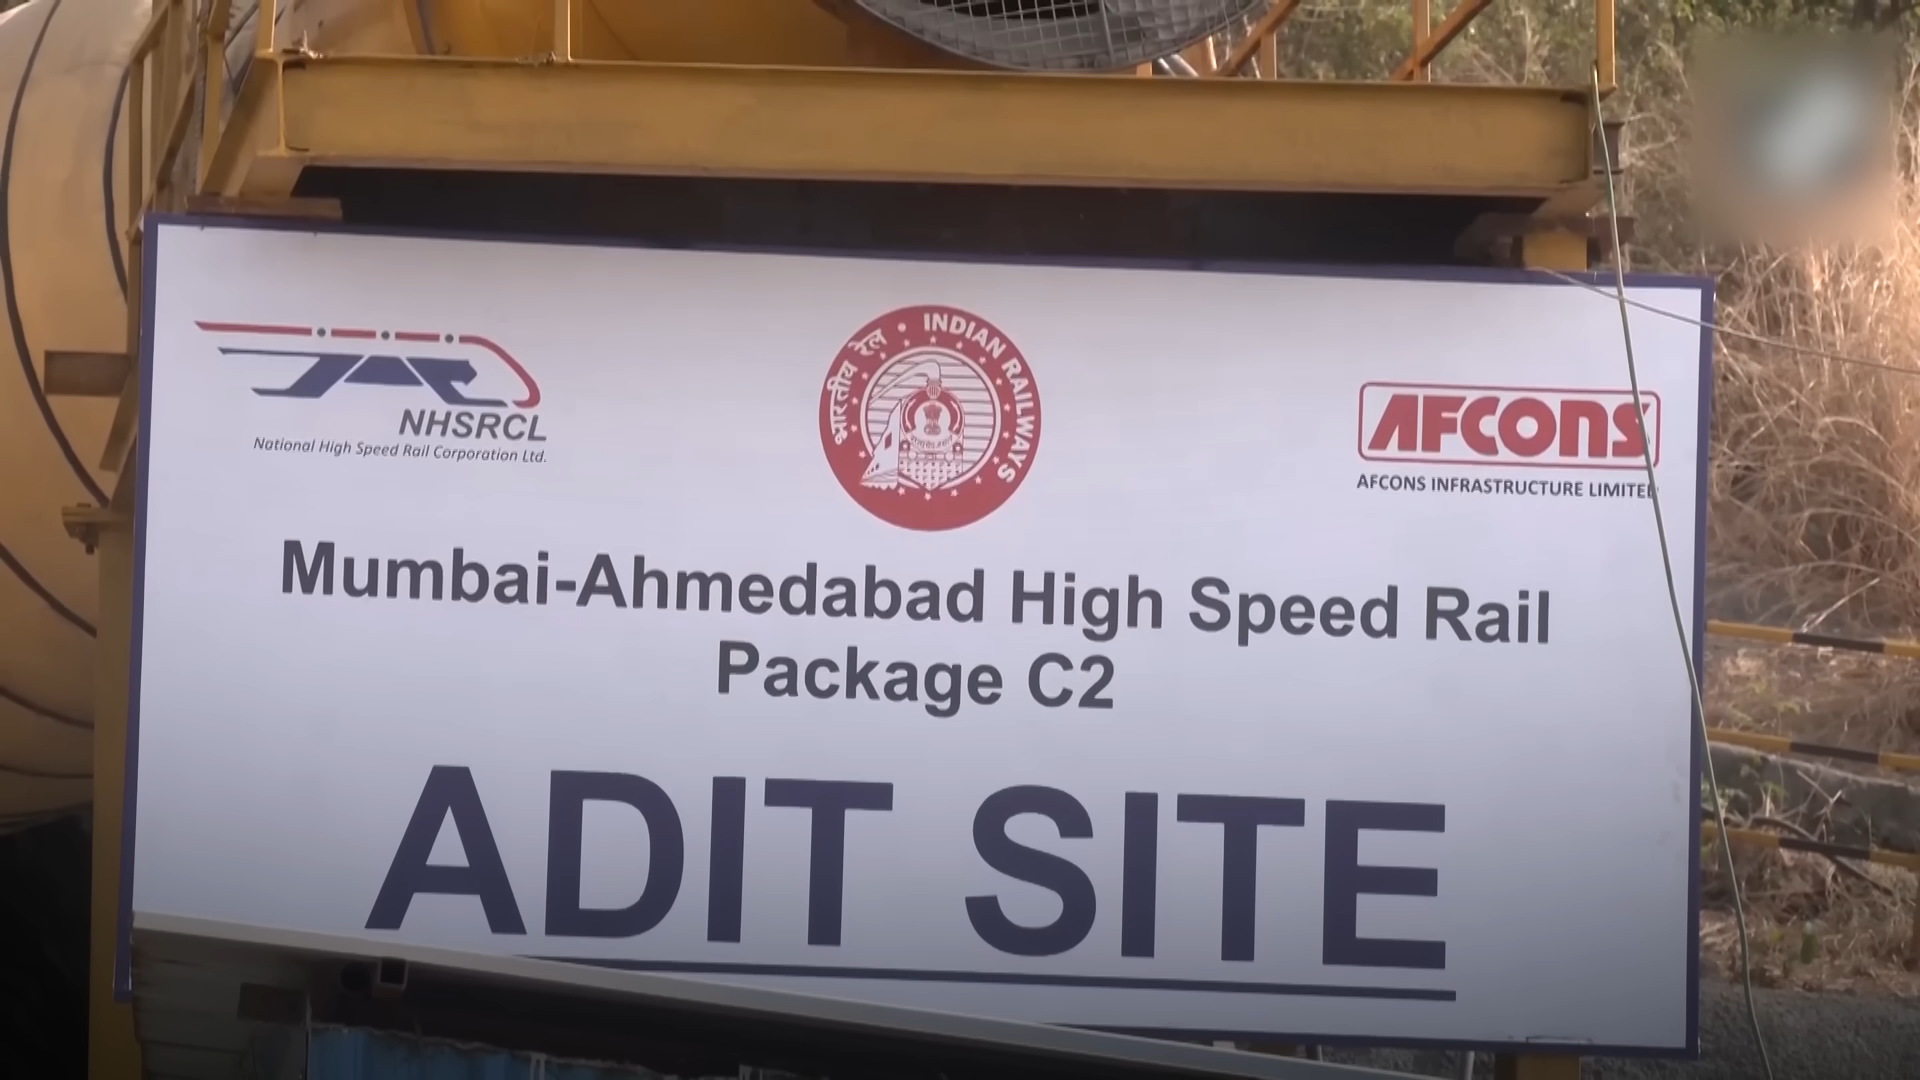 NHSRCL
National High Speed Rail Corporation Ltd.
भारतीय रेल • INDIAN RAILWAYS
AFCONS
AFCONS INFRASTRUCTURE LIMITED
Mumbai-Ahmedabad High Speed Rail
Package C2
ADIT SITE